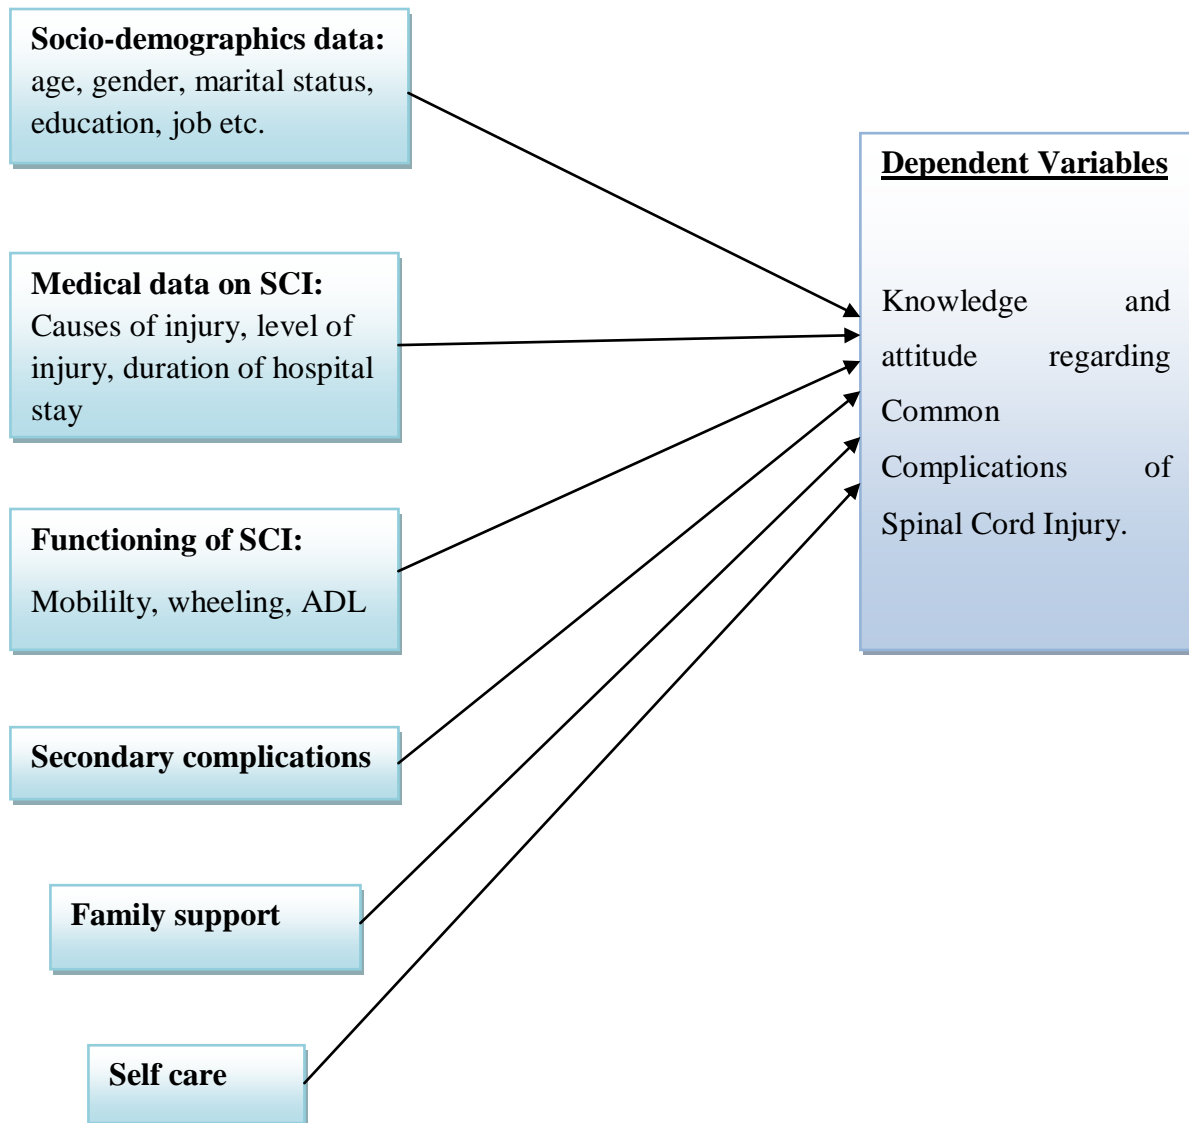 Socio-demographics data:
age, gender, marital status,
education, job etc.
Medical data on SCI:
Causes of injury, level of
injury, duration of hospital
stay
Functioning of SCI:
Mobililty, wheeling, ADL
Secondary complications
Family support
Self care
Dependent Variables
Knowledge and
attitude regarding
Common
Complications of
Spinal Cord Injury.